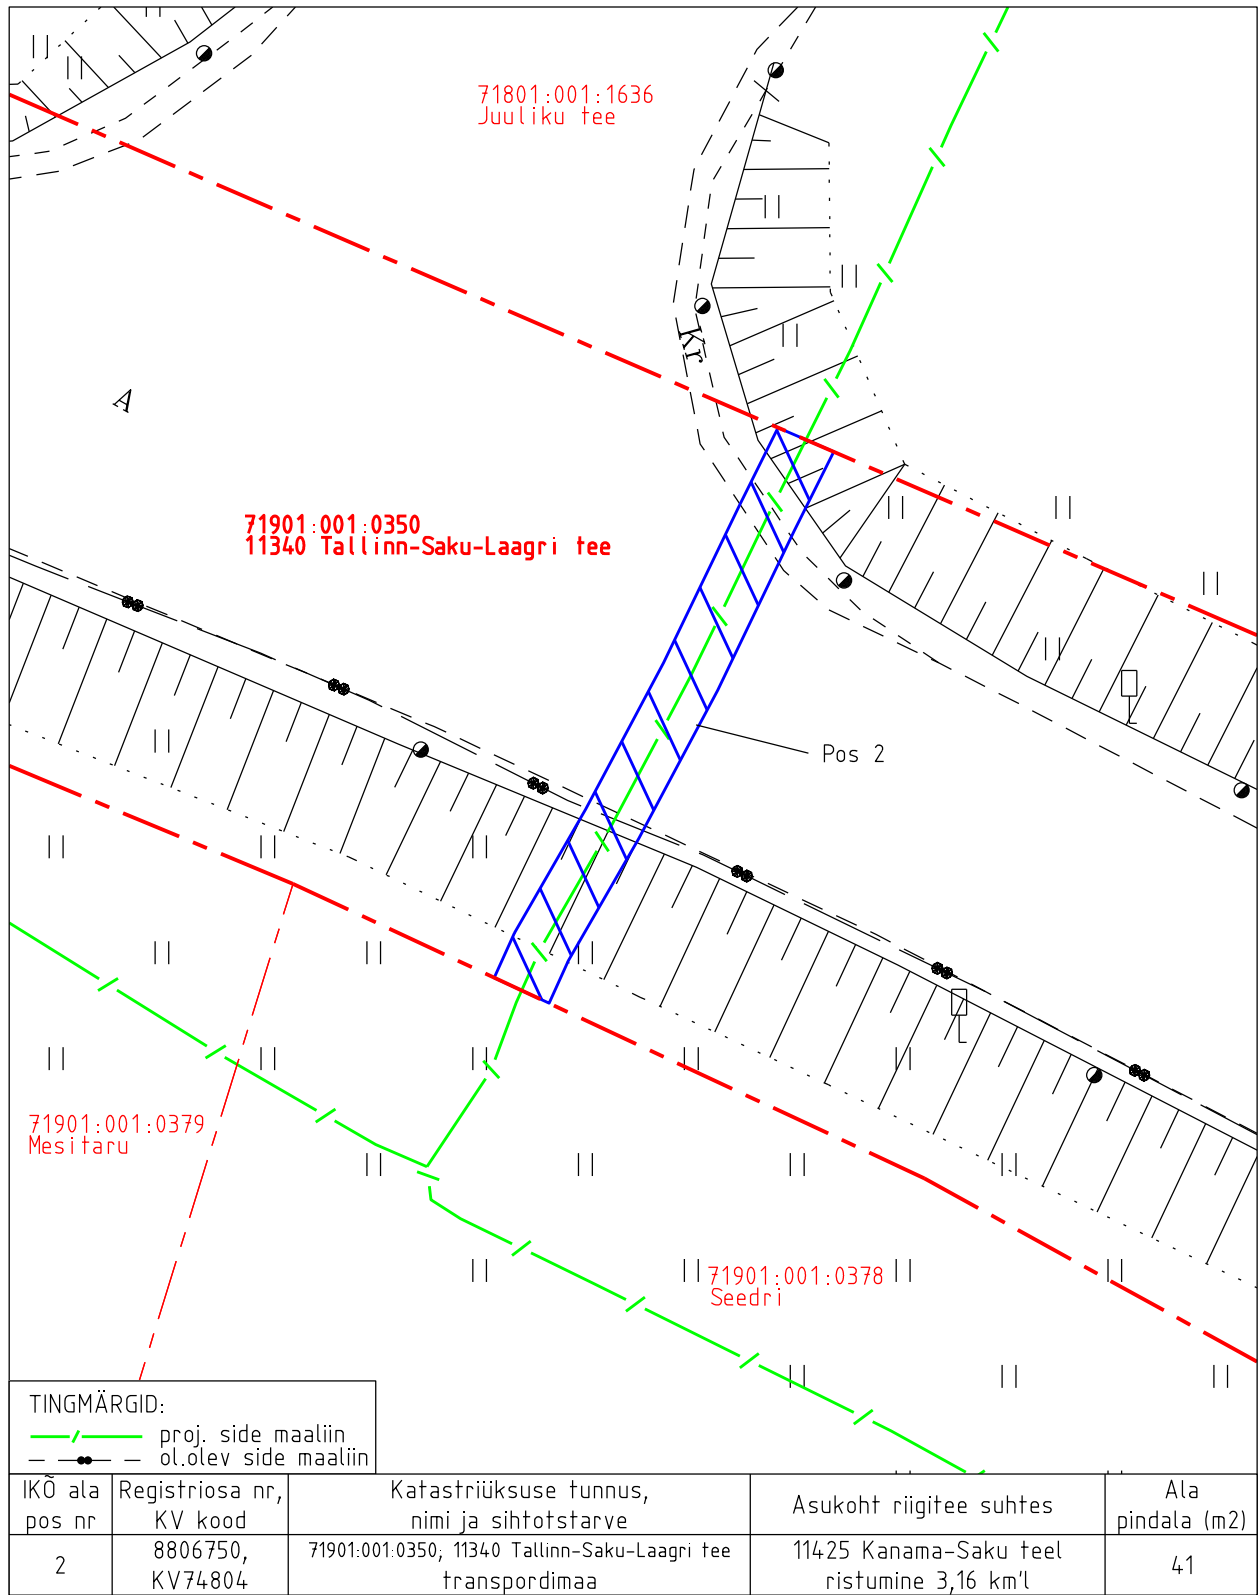 71801:001:1636
Juuliku tee
Kr
A
71901:001:0350
11340 Tallinn-Saku-Laagri tee
Pos 2
71901:001:0379
Mesitaru
71901:001:0378
Seedri
TINGMÄRGID:
proj. side maaliin
ol.olev side maaliin
IKÕ ala
pos nr
Registriosa nr,
KV kood
Katastriüksuse tunnus,
nimi ja sihtotstarve
Asukoht riigitee suhtes
Ala
pindala (m2)
2
8806750,
KV74804
71901:001:0350; 11340 Tallinn-Saku-Laagri tee
transpordimaa
11425 Kanama-Saku teel
ristumine 3,16 km'l
41